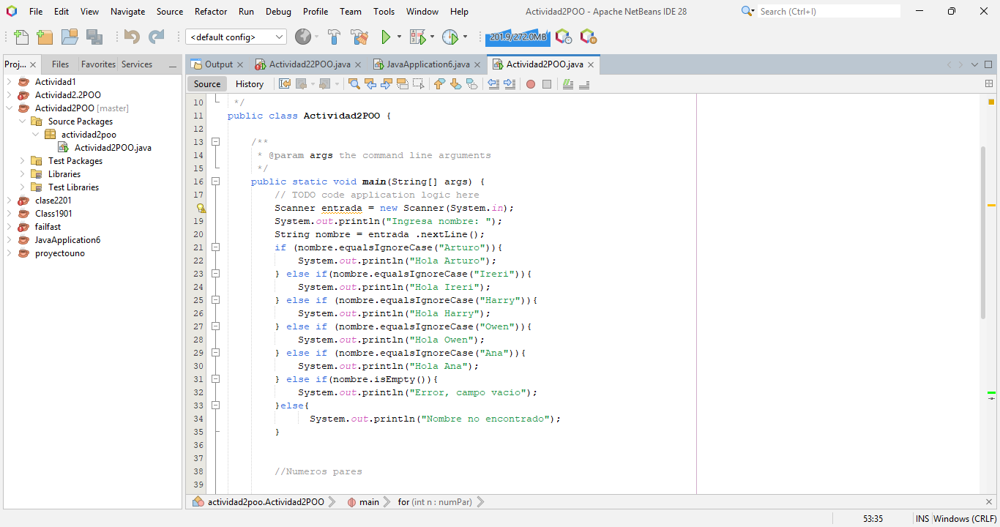 File Edit View Navigate Source Refactor Run Debug Profile Team Tools Window Help Actividad2POO - Apache NetBeans IDE 28 Search (Ctrl+I)
<default config> 201.9/272.0MB
Proj... Files Favorites Services
Output Actividad22POO.java JavaApplication6.java Actividad2POO.java
Source History
Actividad1
Actividad2.2POO
Actividad2POO [master]
Source Packages
actividad2poo
Actividad2POO.java
Test Packages
Libraries
Test Libraries
clase2201
Class1901
failfast
JavaApplication6
proyectouno
10 */
11 public class Actividad2POO {
12
13 /**
14 * @param args the command line arguments
15 */
16 public static void main(String[] args) {
17 // TODO code application logic here
Scanner entrada = new Scanner(System.in);
19 System.out.println("Ingresa nombre: ");
20 String nombre = entrada .nextLine();
21 if (nombre.equalsIgnoreCase("Arturo")){
22 System.out.println("Hola Arturo");
23 } else if(nombre.equalsIgnoreCase("Ireri")){
24 System.out.println("Hola Ireri");
25 } else if (nombre.equalsIgnoreCase("Harry")){
26 System.out.println("Hola Harry");
27 } else if (nombre.equalsIgnoreCase("Owen")){
28 System.out.println("Hola Owen");
29 } else if (nombre.equalsIgnoreCase("Ana")){
30 System.out.println("Hola Ana");
31 } else if(nombre.isEmpty()){
32 System.out.println("Error, campo vacio");
33 }else{
34 System.out.println("Nombre no encontrado");
35 }
36
37
38 //Numeros pares
39
actividad2poo.Actividad2POO main for (int n : numPar)
53:35 INS Windows (CRLF)